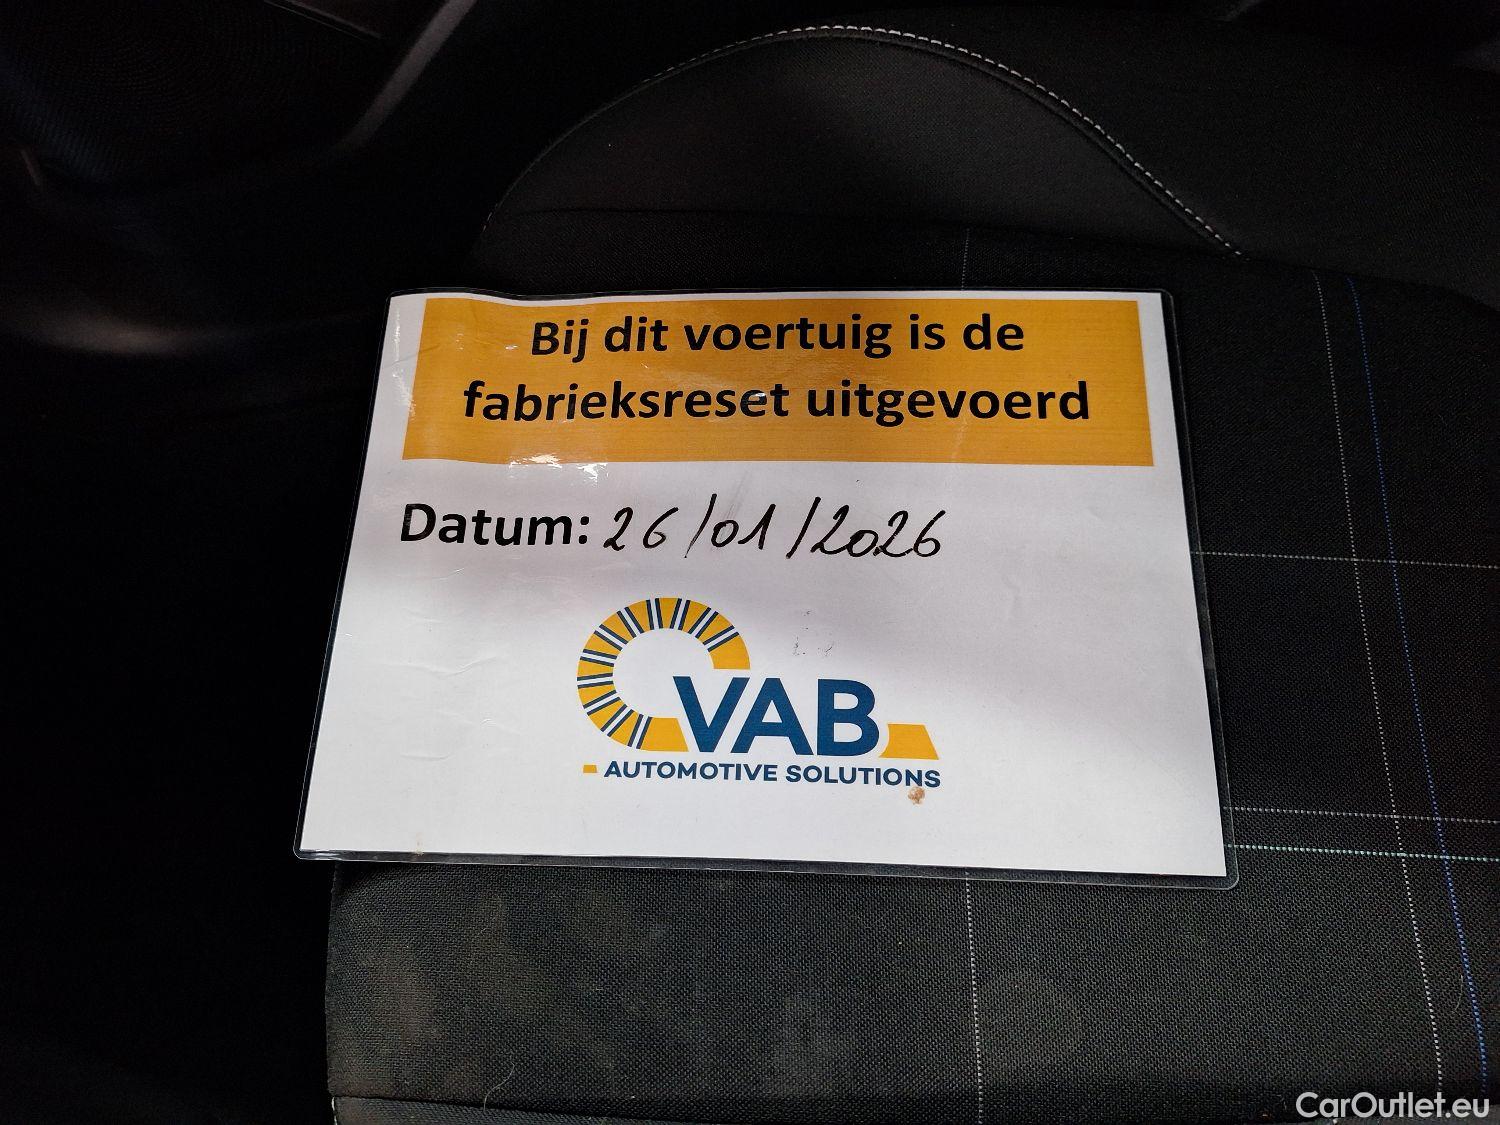 Bij dit voertuig is de
fabrieksreset uitgevoerd
Datum: 26/01/2026
VAB
AUTOMOTIVE SOLUTIONS
CarOutlet.eu